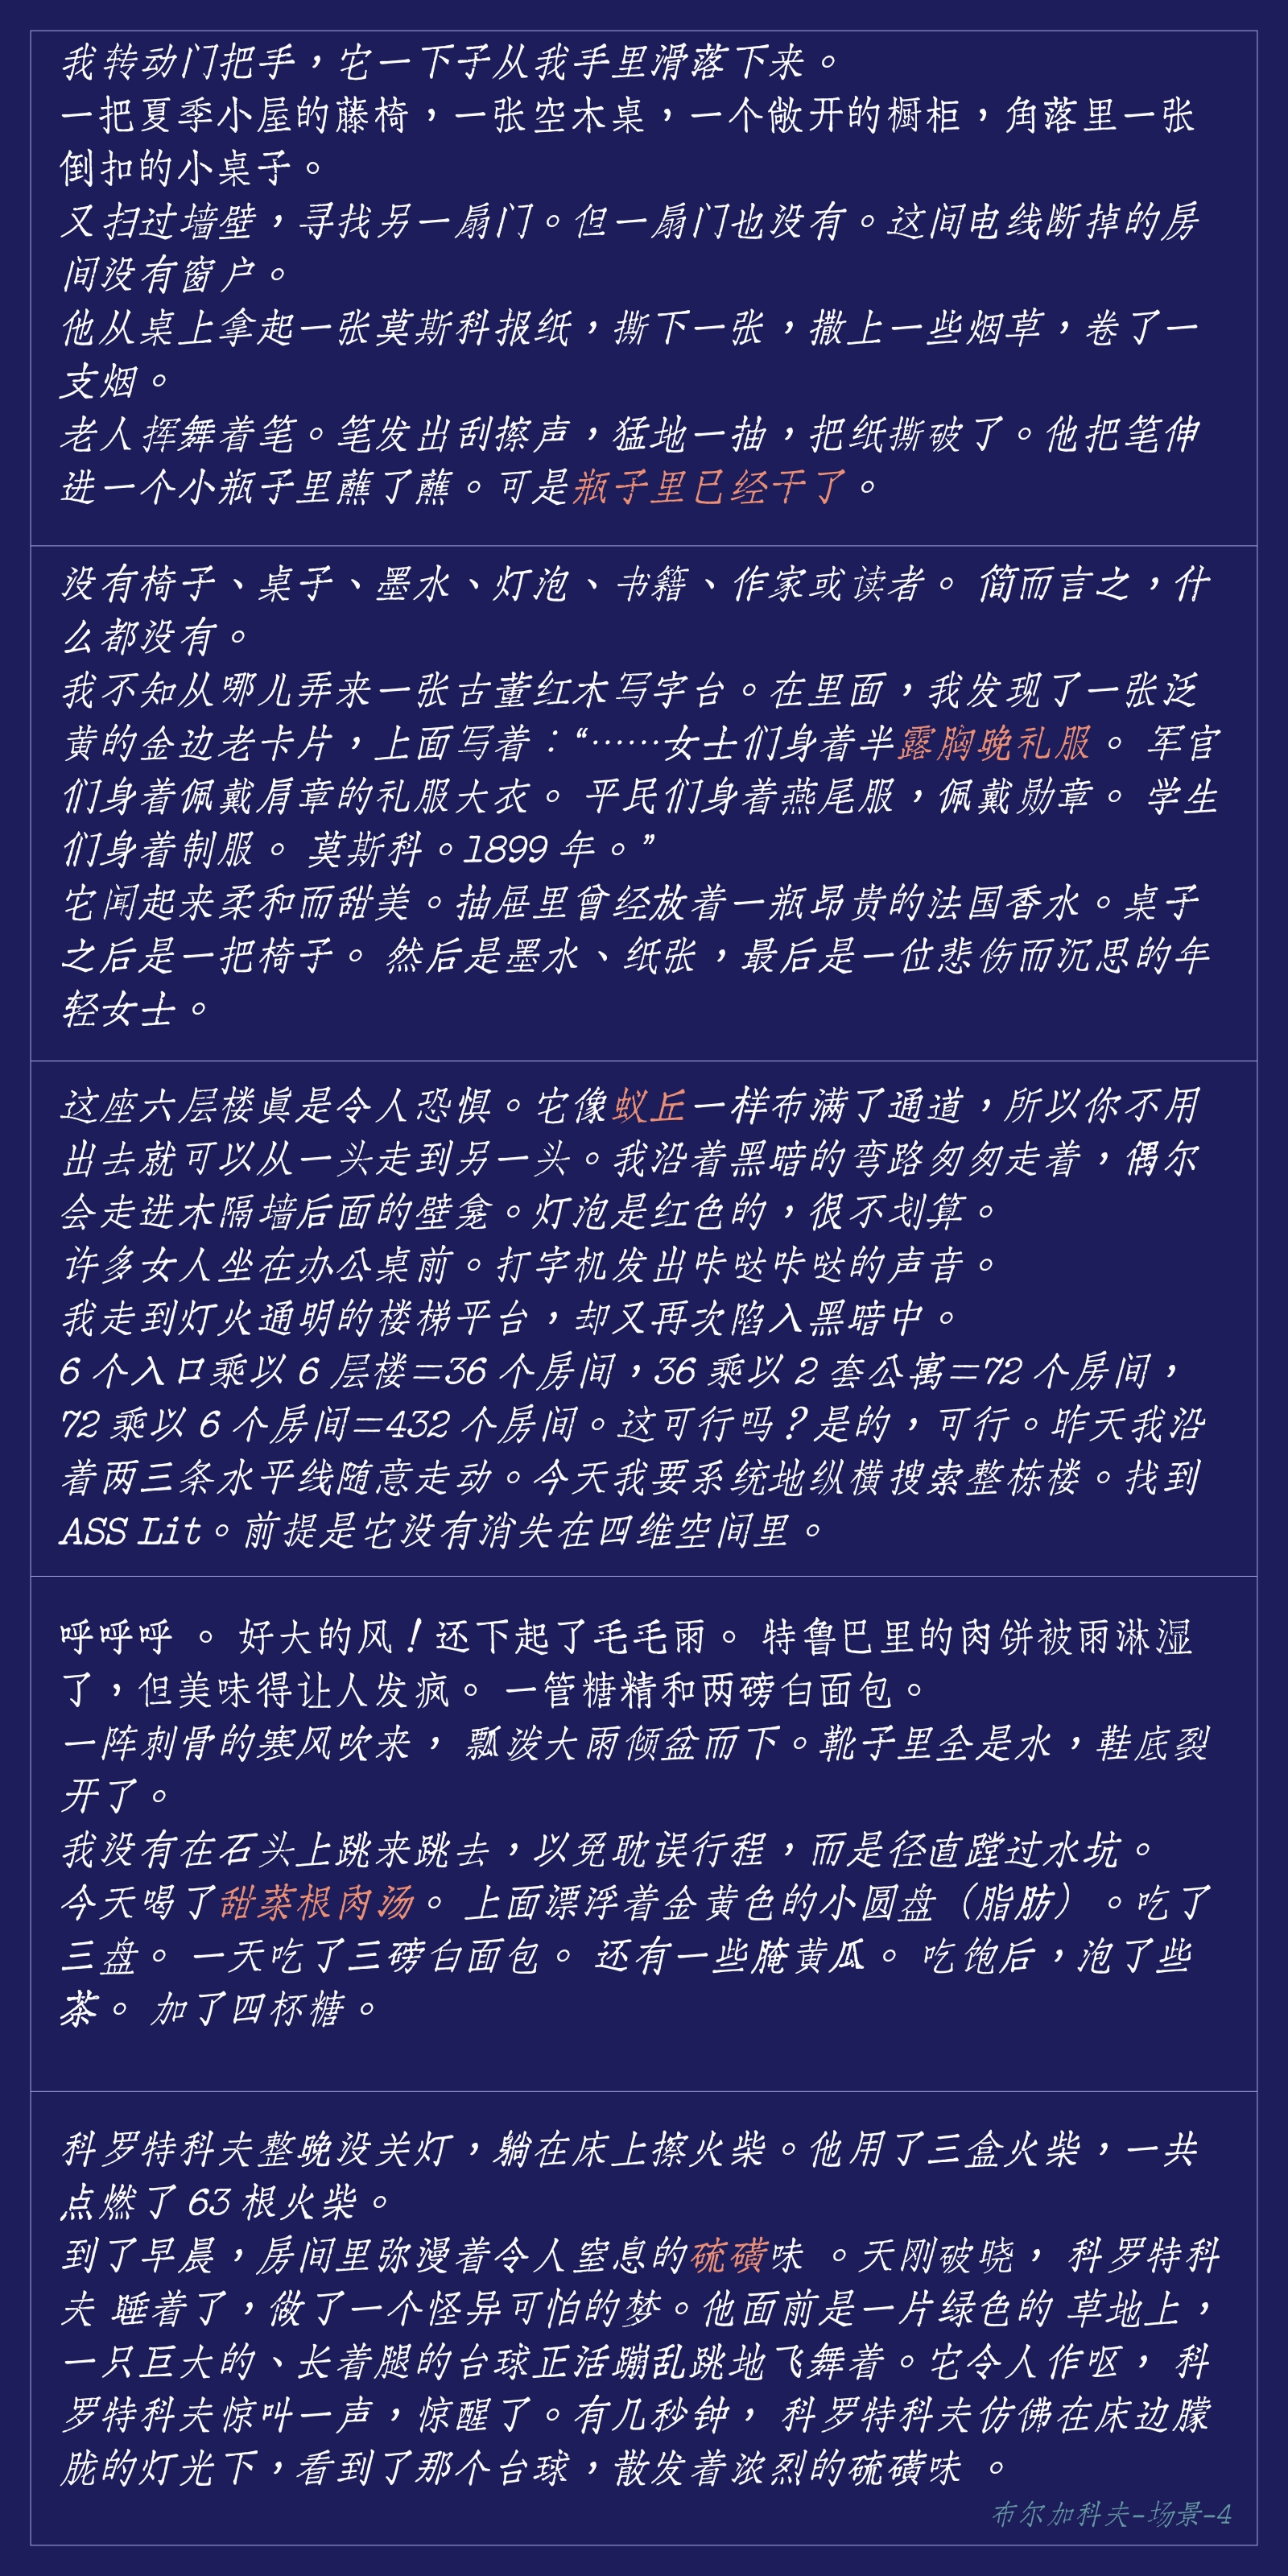 我转动门把手，它一下子从我手里滑落下来。
一把夏季小屋的藤椅，一张空木桌，一个敞开的橱柜，角落里一张
倒扣的小桌子。
又扫过墙壁，寻找另一扇门。但一扇门也没有。这间电线断掉的房
间没有窗户。
他从桌上拿起一张莫斯科报纸，撕下一张，撒上一些烟草，卷了一
支烟。
老人挥舞着笔。笔发出刮擦声，猛地一抽，把纸撕破了。他把笔伸
进一个小瓶子里蘸了蘸。可是瓶子里已经干了。
没有椅子、桌子、墨水、灯泡、书籍、作家或读者。 简而言之，什
么都没有。
我不知从哪儿弄来一张古董红木写字台。在里面，我发现了一张泛
黄的金边老卡片，上面写着：“……女士们身着半露胸晚礼服。 军官
们身着佩戴肩章的礼服大衣。 平民们身着燕尾服，佩戴勋章。 学生
们身着制服。 莫斯科。1899 年。”
它闻起来柔和而甜美。抽屉里曾经放着一瓶昂贵的法国香水。桌子
之后是一把椅子。 然后是墨水、纸张，最后是一位悲伤而沉思的年
轻女士。
这座六层楼真是令人恐惧。它像蚁丘一样布满了通道，所以你不用
出去就可以从一头走到另一头。我沿着黑暗的弯路匆匆走着，偶尔
会走进木隔墙后面的壁龛。灯泡是红色的，很不划算。
许多女人坐在办公桌前。打字机发出咔哒咔哒的声音。
我走到灯火通明的楼梯平台，却又再次陷入黑暗中。
6 个入口乘以 6 层楼=36 个房间，36 乘以 2 套公寓=72 个房间，
72 乘以 6 个房间=432 个房间。这可行吗？是的，可行。昨天我沿
着两三条水平线随意走动。今天我要系统地纵横搜索整栋楼。找到
ASS Lit。前提是它没有消失在四维空间里。
呼呼呼 。 好大的风！还下起了毛毛雨。 特鲁巴里的肉饼被雨淋湿
了，但美味得让人发疯。 一管糖精和两磅白面包。
一阵刺骨的寒风吹来， 瓢泼大雨倾盆而下。靴子里全是水，鞋底裂
开了。
我没有在石头上跳来跳去，以免耽误行程，而是径直蹚过水坑。
今天喝了甜菜根肉汤。 上面漂浮着金黄色的小圆盘（脂肪）。吃了
三盘。 一天吃了三磅白面包。 还有一些腌黄瓜。 吃饱后，泡了些
茶。 加了四杯糖。
科罗特科夫整晚没关灯，躺在床上擦火柴。他用了三盒火柴，一共
点燃了 63 根火柴。
到了早晨，房间里弥漫着令人窒息的硫磺味 。天刚破晓， 科罗特科
夫 睡着了，做了一个怪异可怕的梦。他面前是一片绿色的 草地上，
一只巨大的、长着腿的台球正活蹦乱跳地飞舞着。它令人作呕， 科
罗特科夫惊叫一声，惊醒了。有几秒钟， 科罗特科夫仿佛在床边朦
胧的灯光下，看到了那个台球，散发着浓烈的硫磺味 。
布尔加科夫-场景-4